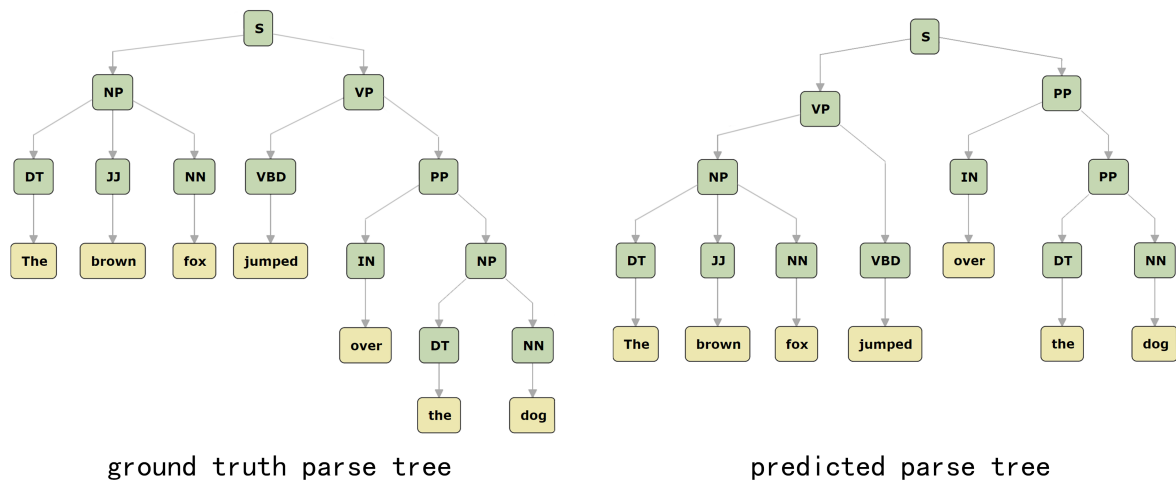 S
NP VP
DT JJ NN VBD PP
The brown fox jumped IN NP
over DT NN
the dog
ground truth parse tree
S
VP PP
NP IN PP
DT JJ NN VBD over DT NN
The brown fox jumped the dog
predicted parse tree